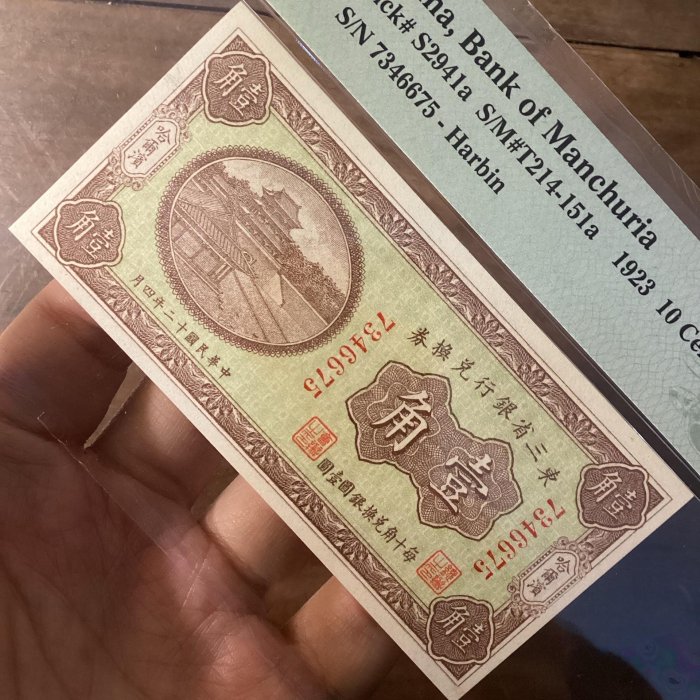 na, Bank of Manchuria
ick# S2941a S/M#T214-151a 1923 10 Ce
S/N 7346675 - Harbin
壹角
哈爾濱
壹角
東三省銀行兌換券
7346675
7346675
壹角
每十角兌換銀圓壹圓
中華民國十二年四月
壹角
哈爾濱
壹角